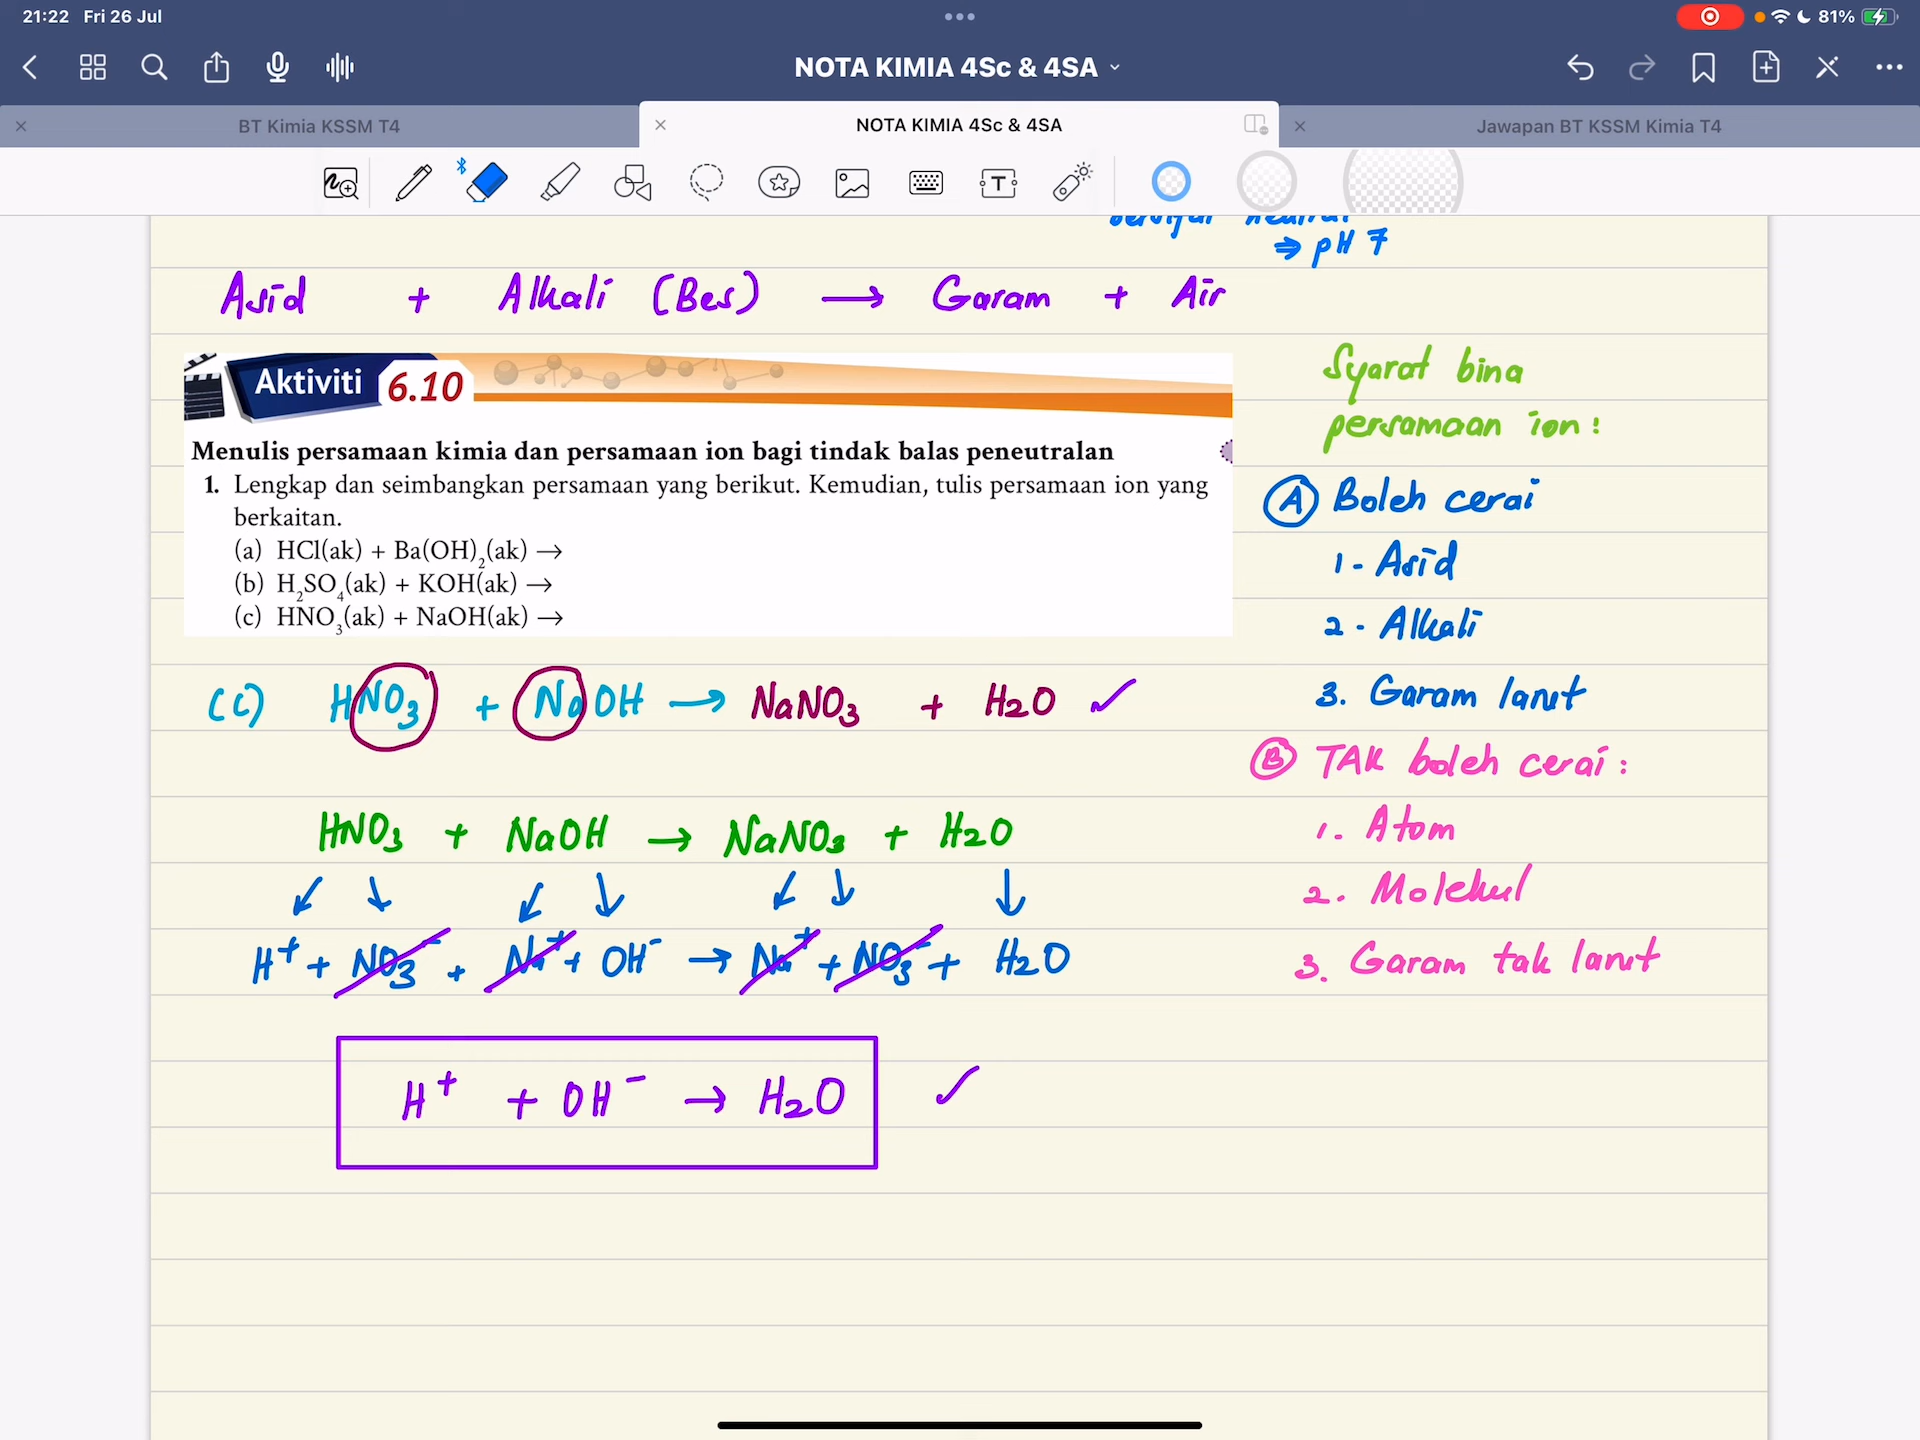 21:22 Fri 26 Jul
81%
NOTA KIMIA 4Sc & 4SA
BT Kimia KSSM T4
NOTA KIMIA 4Sc & 4SA
Jawapan BT KSSM Kimia T4
⇒ pH 7
Asid + Alkali (Bes) → Garam + Air
Aktiviti 6.10
Menulis persamaan kimia dan persamaan ion bagi tindak balas peneutralan
1. Lengkap dan seimbangkan persamaan yang berikut. Kemudian, tulis persamaan ion yang
berkaitan.
(a) HCl(ak) + Ba(OH)₂(ak) →
(b) H₂SO₄(ak) + KOH(ak) →
(c) HNO₃(ak) + NaOH(ak) →
(c) HNO3 + NaOH → NaNO3 + H2O ✓
HNO3 + NaOH → NaNO3 + H2O
↙ ↓ ↙ ↓ ↙ ↓ ↓
H⁺ + NO3⁻ + Na⁺ + OH⁻ → Na⁺ + NO3⁻ + H2O
H⁺ + OH⁻ → H2O ✓
Syarat bina
persamaan ion :
(A) Boleh cerai
1 - Asid
2 - Alkali
3. Garam larut
(B) TAK boleh cerai :
1. Atom
2. Molekul
3. Garam tak larut